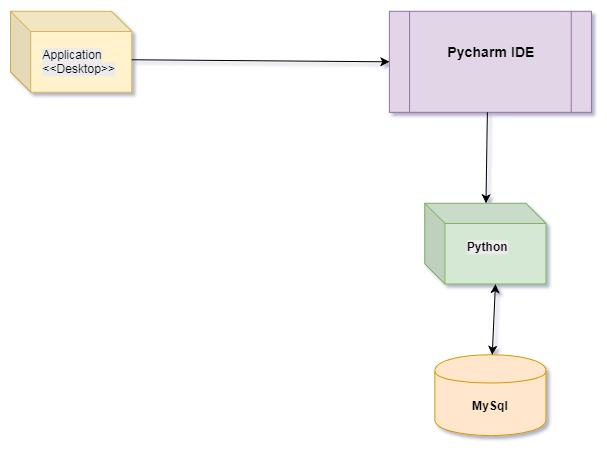 Application
<<Desktop>>
Pycharm IDE
Python
MySql